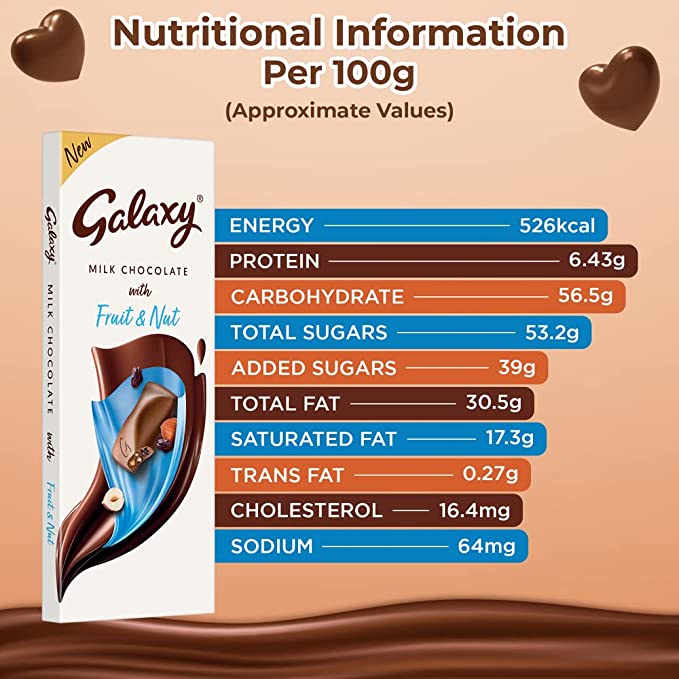 Nutritional Information
Per 100g
(Approximate Values)
New
Galaxy®
MILK CHOCOLATE
with
Fruit & Nut
Galaxy MILK CHOCOLATE with Fruit & Nut
ENERGY 526kcal
PROTEIN 6.43g
CARBOHYDRATE 56.5g
TOTAL SUGARS 53.2g
ADDED SUGARS 39g
TOTAL FAT 30.5g
SATURATED FAT 17.3g
TRANS FAT 0.27g
CHOLESTEROL 16.4mg
SODIUM 64mg